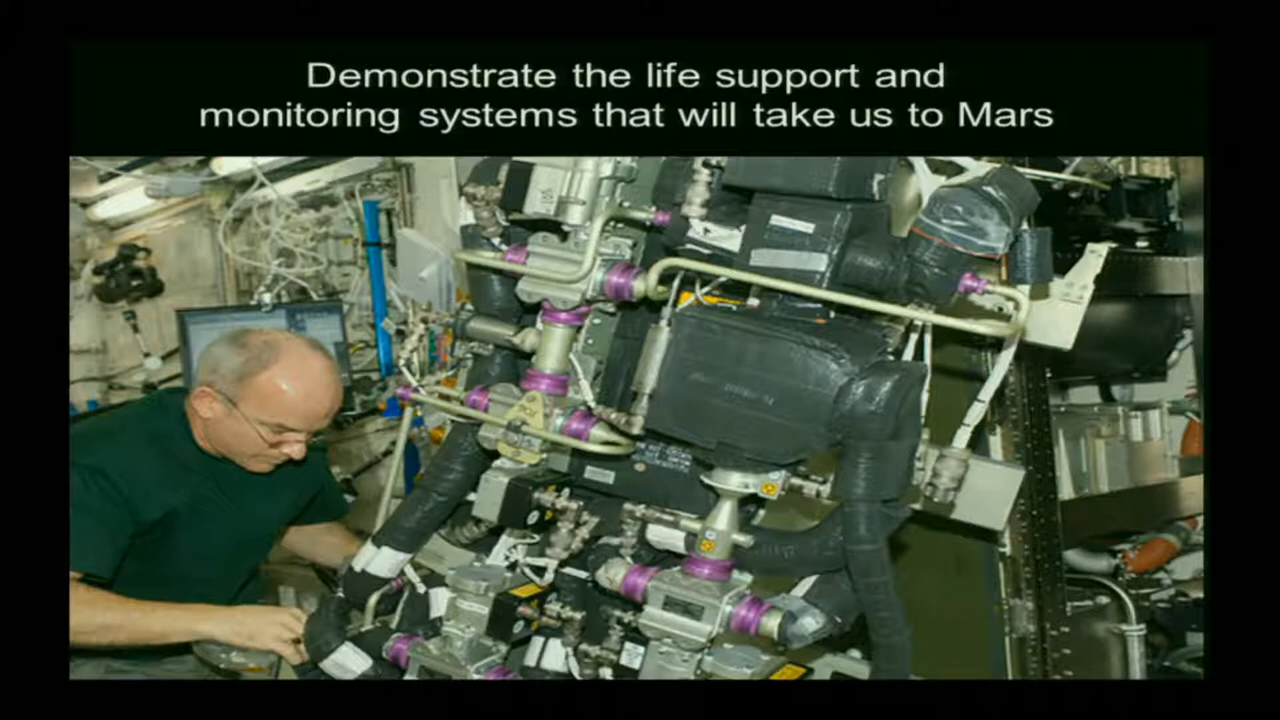 Demonstrate the life support and
monitoring systems that will take us to Mars